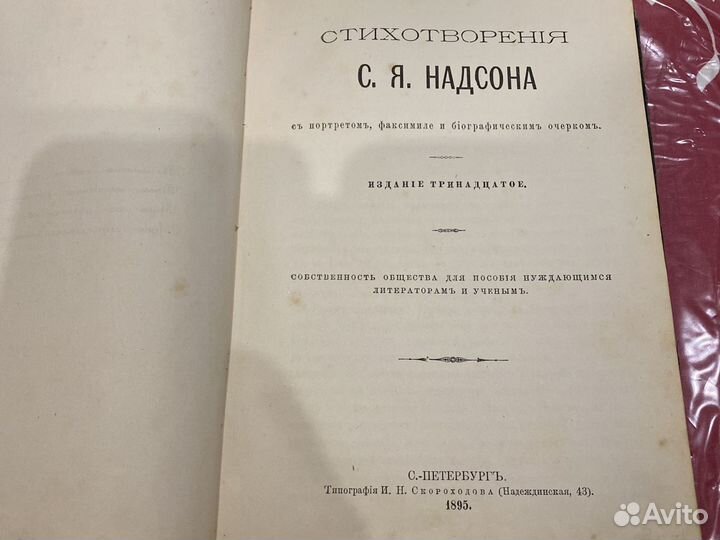 СТИХОТВОРЕНІЯ
С. Я. НАДСОНА
съ портретомъ, факсимиле и біографическимъ очеркомъ.
ИЗДАНІЕ ТРИНАДЦАТОЕ.
СОБСТВЕННОСТЬ ОБЩЕСТВА ДЛЯ ПОСОБІЯ НУЖДАЮЩИМСЯ
ЛИТЕРАТОРАМЪ И УЧЕНЫМЪ.
С.-ПЕТЕРБУРГЪ.
Типографія И. Н. Скороходова (Надеждинская, 43).
1895.
Avito